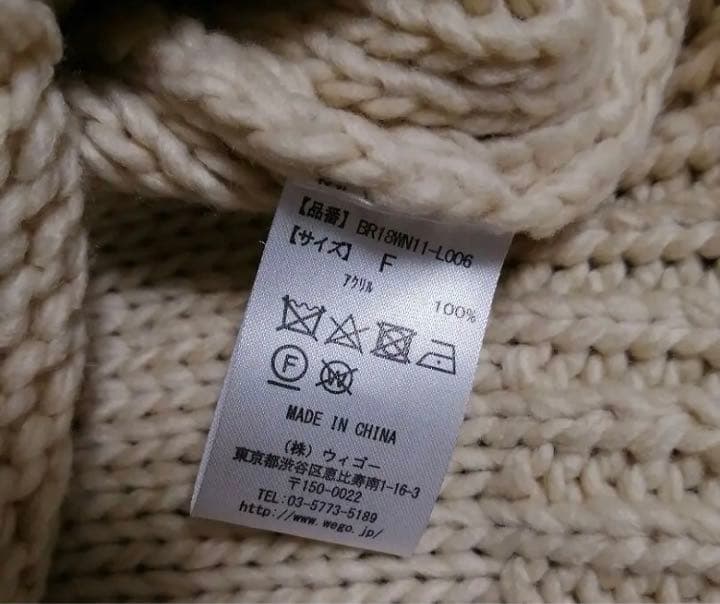 【品番】 BR18WN11-L006
【サイズ】 F
アクリル 100%
F W
MADE IN CHINA
(株) ウィゴー
東京都渋谷区恵比寿南1-16-3
〒150-0022
TEL:03-5773-5189
http://www.wego.jp/